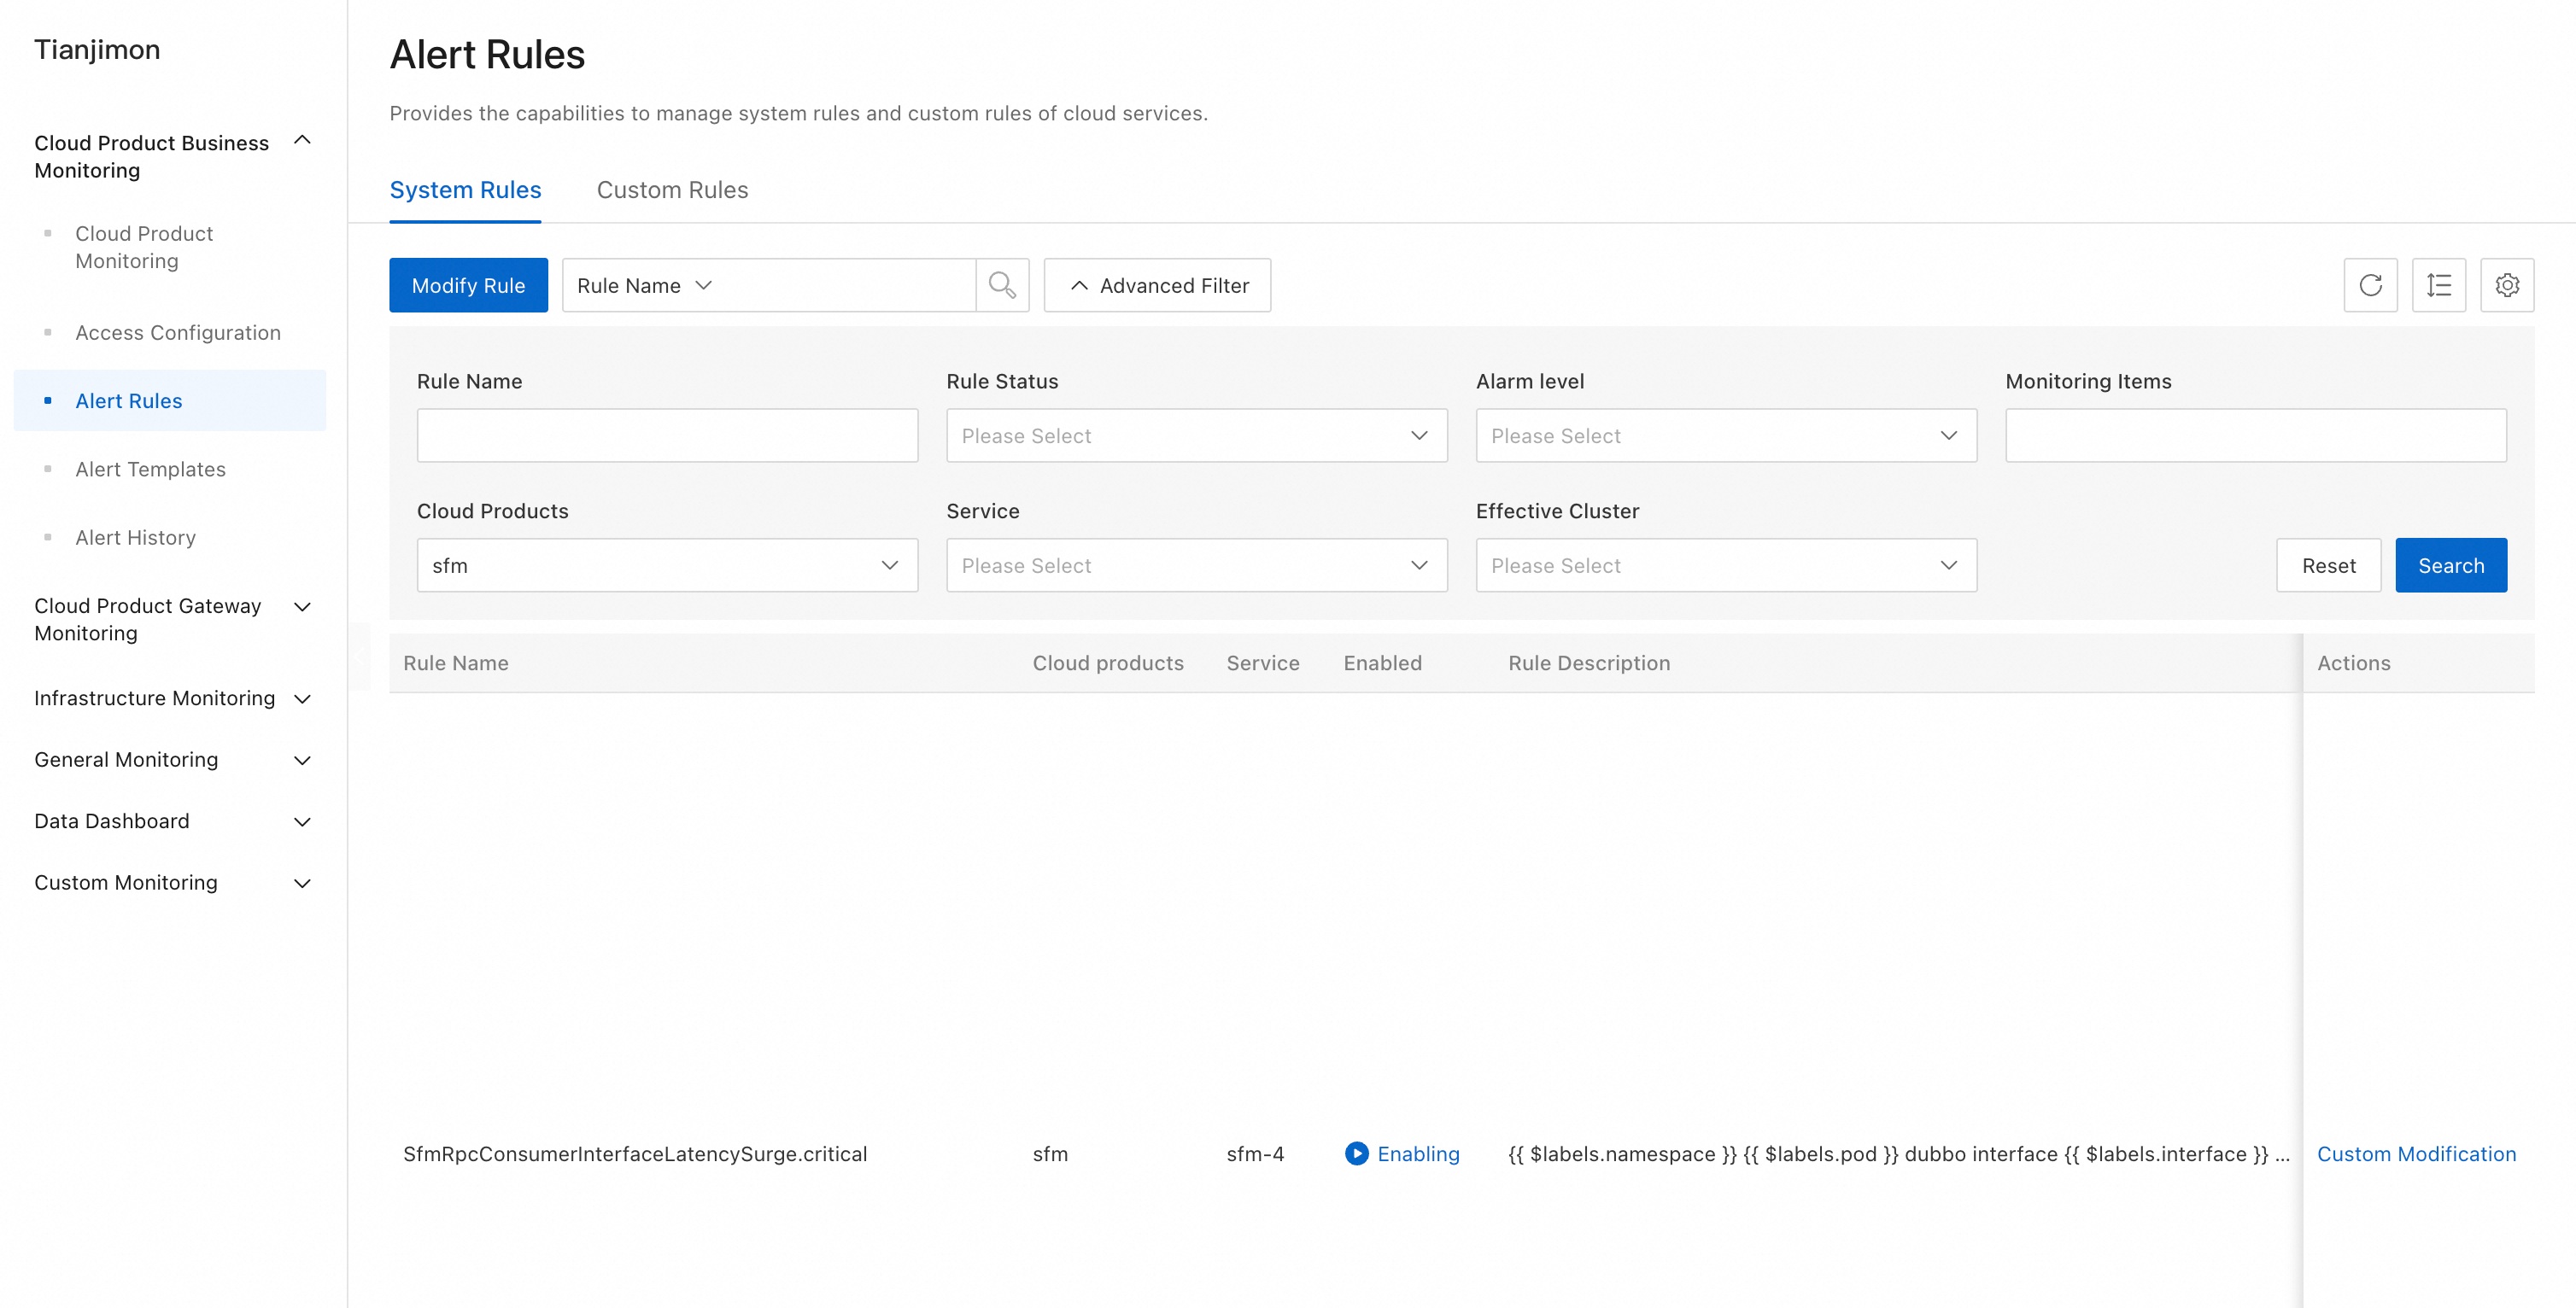 Tianjimon
Cloud Product Business
Monitoring
Cloud Product
Monitoring
Access Configuration
Alert Rules
Alert Templates
Alert History
Cloud Product Gateway
Monitoring
Infrastructure Monitoring
General Monitoring
Data Dashboard
Custom Monitoring
Alert Rules
Provides the capabilities to manage system rules and custom rules of cloud services.
System Rules Custom Rules
Modify Rule Rule Name Advanced Filter
Rule Name Rule Status Alarm level Monitoring Items
Please Select Please Select
Cloud Products Service Effective Cluster
sfm Please Select Please Select Reset Search
Rule Name Cloud products Service Enabled Rule Description Actions
SfmRpcConsumerInterfaceLatencySurge.critical sfm sfm-4 Enabling {{ $labels.namespace }} {{ $labels.pod }} dubbo interface {{ $labels.interface }} ... Custom Modification